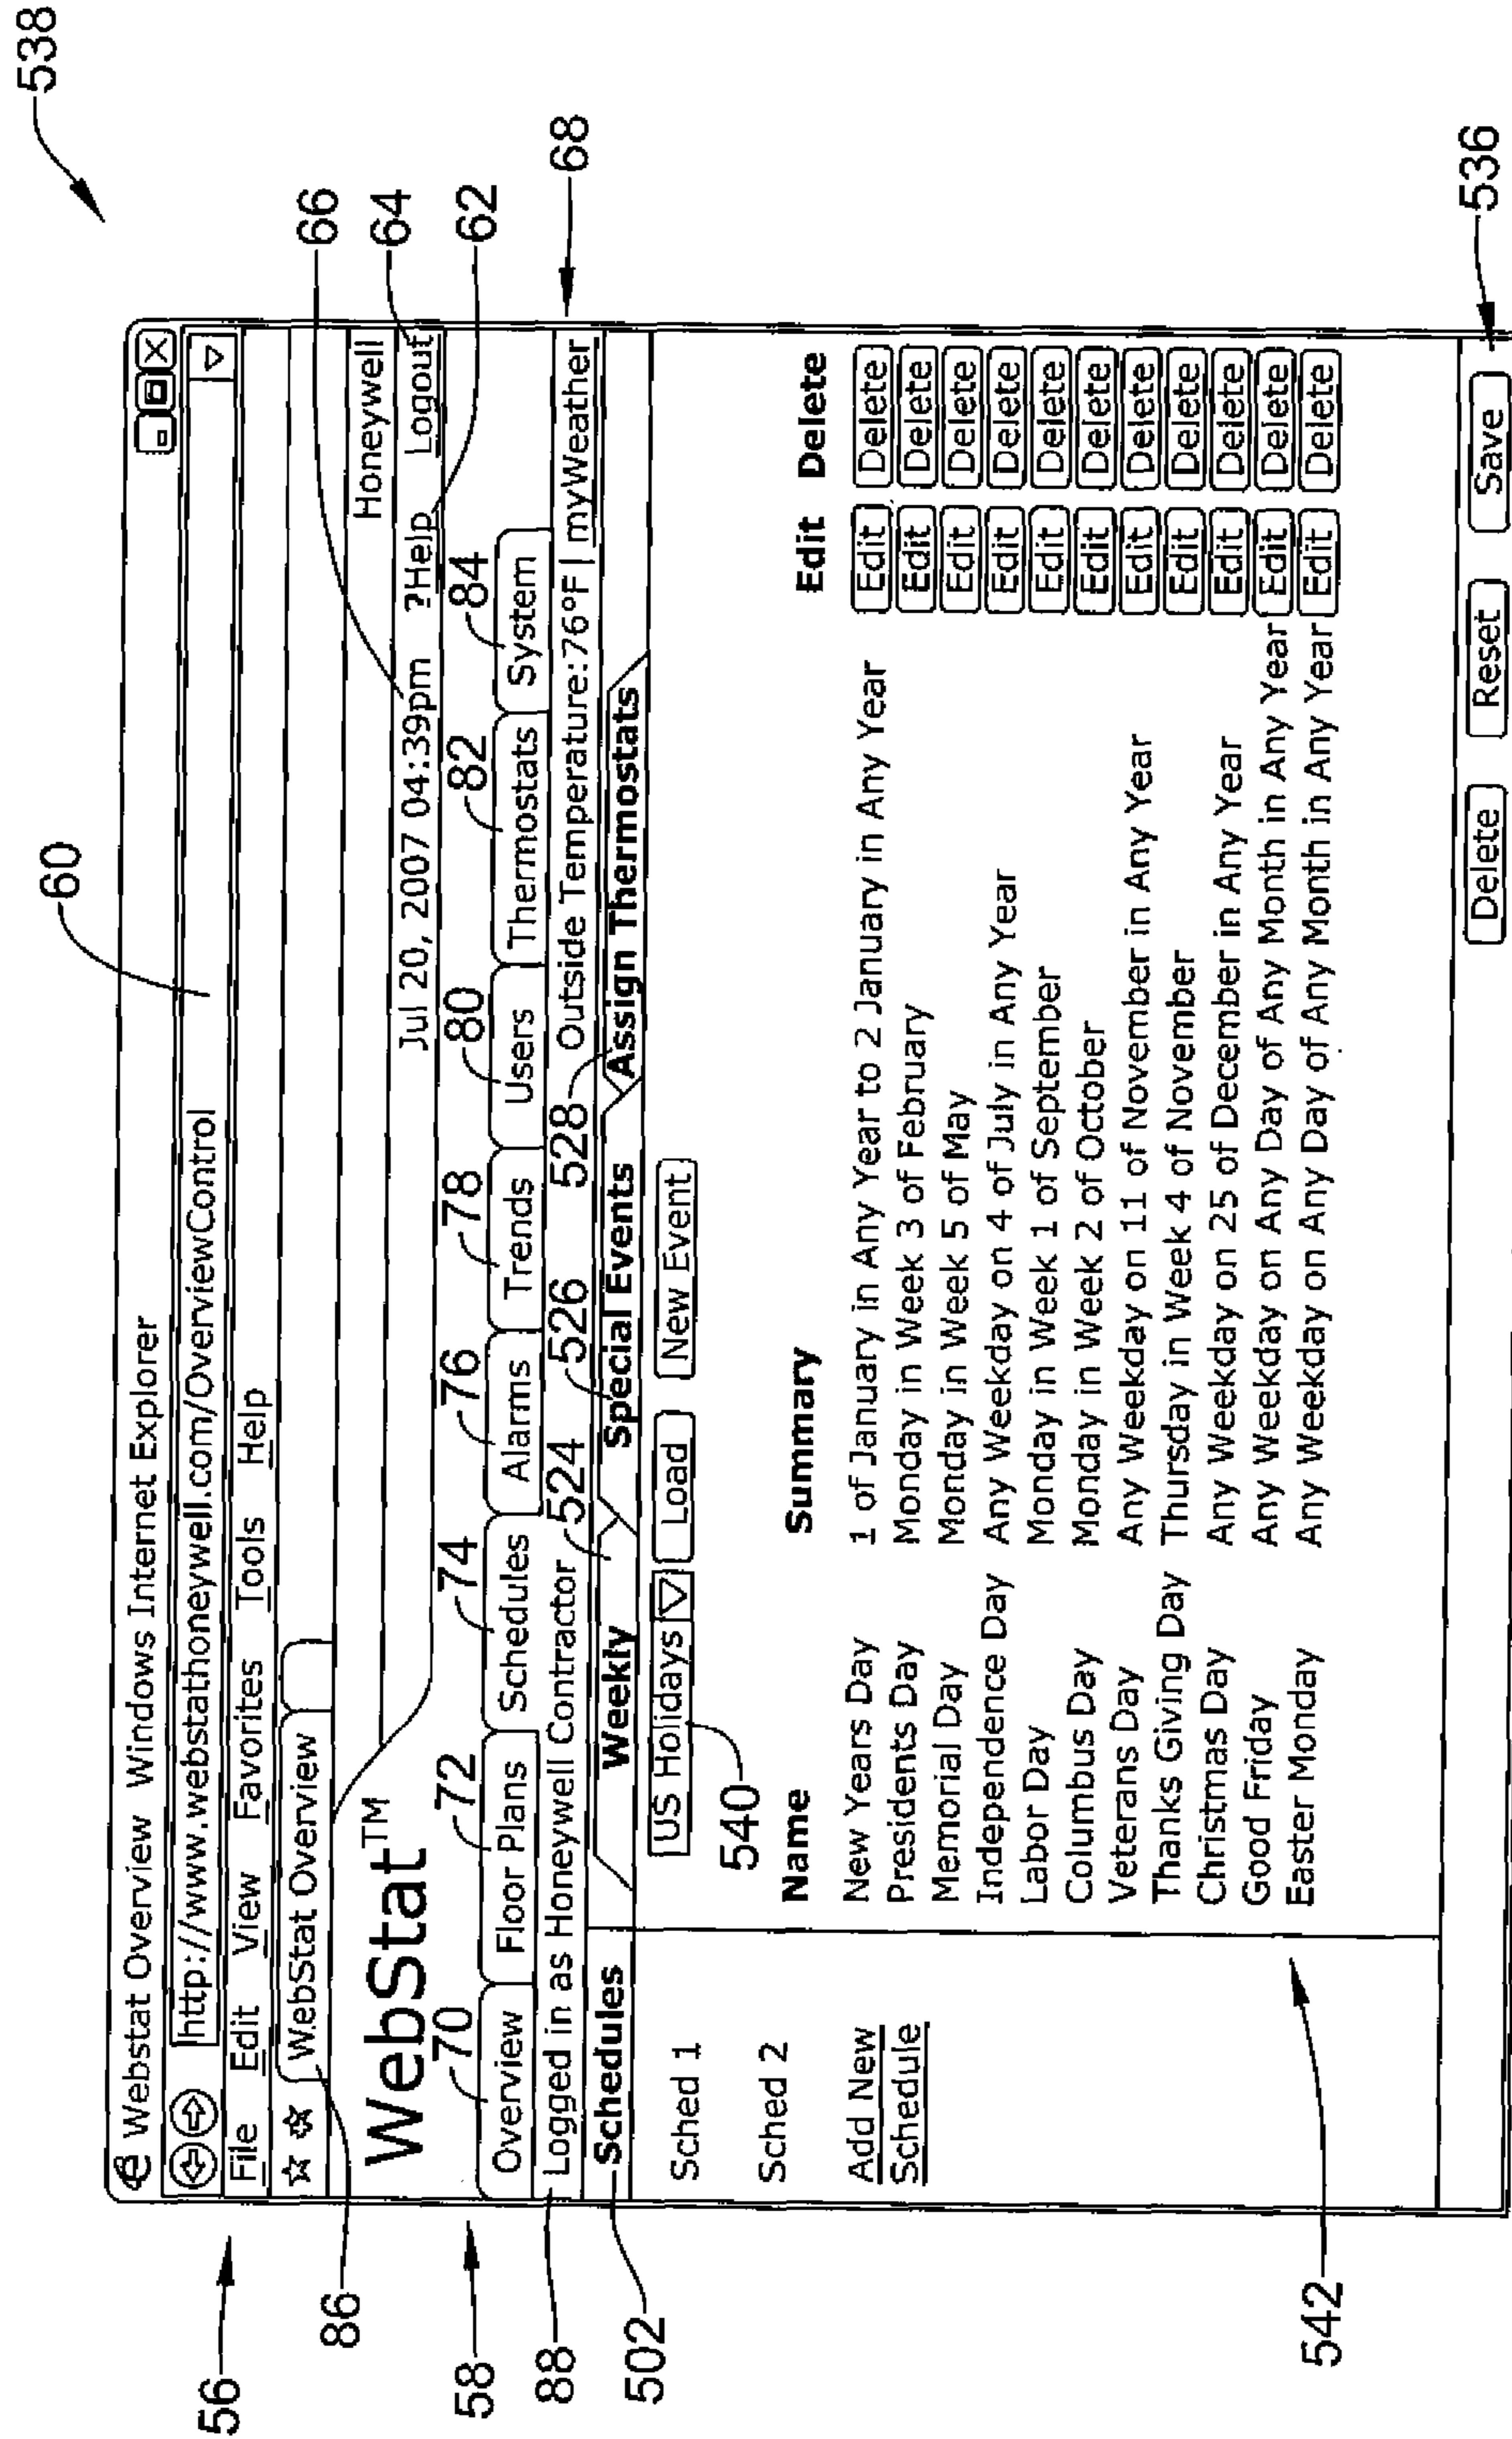 538
60
Webstat Overview Windows Internet Explorer
http://www.webstathoneywell.com/OverviewControl
56
File Edit View Favorites Tools Help
WebStat Overview
66
86
Honeywell
64
WebStat™
Jul 20, 2007 04:39pm ?Help Logout
62
58
70 72 74 76 78 80 82 84
Overview Floor Plans Schedules Alarms Trends Users Thermostats System
88
Logged in as Honeywell Contractor 524 526 528 Outside Temperature:76°F | myWeather
68
502
Schedules Weekly Special Events Assign Thermostats
US Holidays Load New Event
540
Sched 1
Sched 2
Add New
Schedule
Name Summary Edit Delete
New Years Day 1 of January in Any Year to 2 January in Any Year Edit Delete
Presidents Day Monday in Week 3 of February Edit Delete
Memorial Day Monday in Week 5 of May Edit Delete
Independence Day Any Weekday on 4 of July in Any Year Edit Delete
Labor Day Monday in Week 1 of September Edit Delete
Columbus Day Monday in Week 2 of October Edit Delete
Veterans Day Any Weekday on 11 of November in Any Year Edit Delete
Thanks Giving Day Thursday in Week 4 of November Edit Delete
Christmas Day Any Weekday on 25 of December in Any Year Edit Delete
Good Friday Any Weekday on Any Day of Any Month in Any Year Edit Delete
Easter Monday Any Weekday on Any Day of Any Month in Any Year Edit Delete
542
Delete Reset Save
536